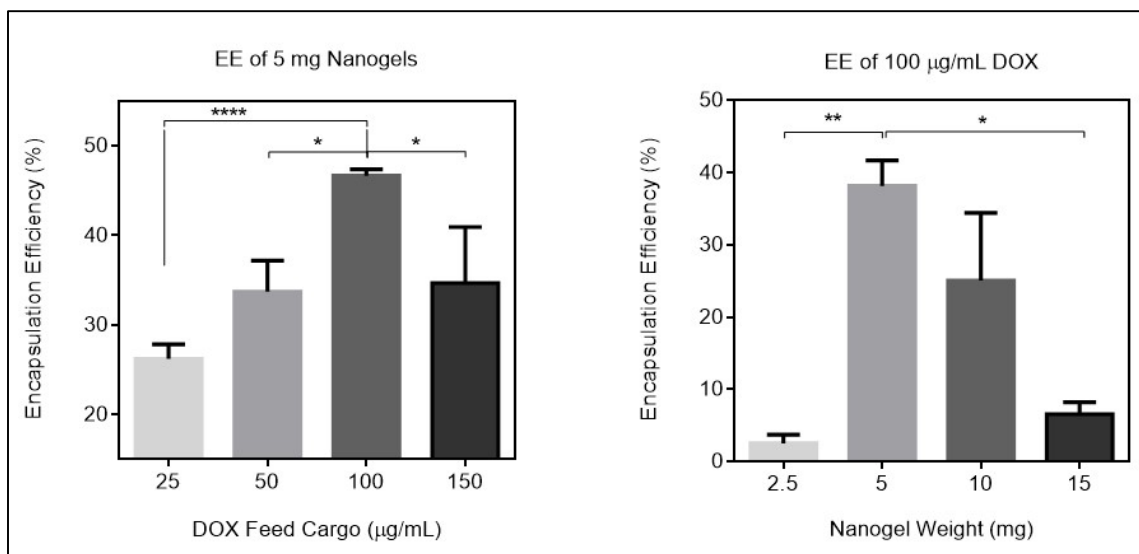 EE of 5 mg Nanogels
****
*
*
Encapsulation Efficiency (%)
50
40
30
20
25 50 100 150
DOX Feed Cargo (μg/mL)
EE of 100 μg/mL DOX
**
*
Encapsulation Efficiency (%)
50
40
30
20
10
0
2.5 5 10 15
Nanogel Weight (mg)